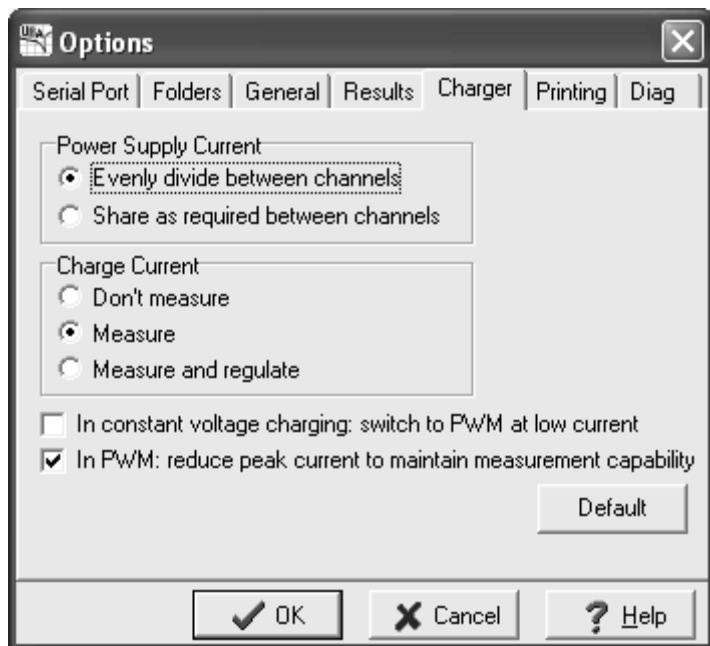 UBA Options
Serial Port Folders General Results Charger Printing Diag
Power Supply Current
Evenly divide between channels
Share as required between channels
Charge Current
Don't measure
Measure
Measure and regulate
In constant voltage charging: switch to PWM at low current
In PWM: reduce peak current to maintain measurement capability
Default
OK Cancel Help